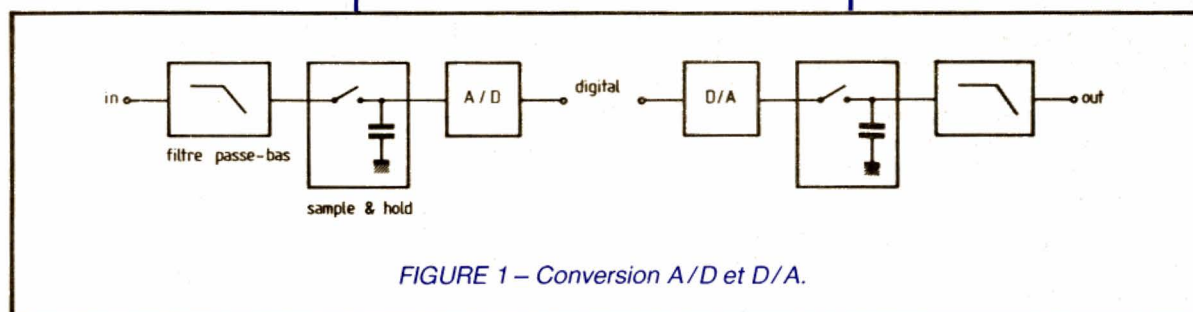 in
A/D
digital
D/A
out
filtre passe-bas
sample & hold
FIGURE 1 – Conversion A/D et D/A.